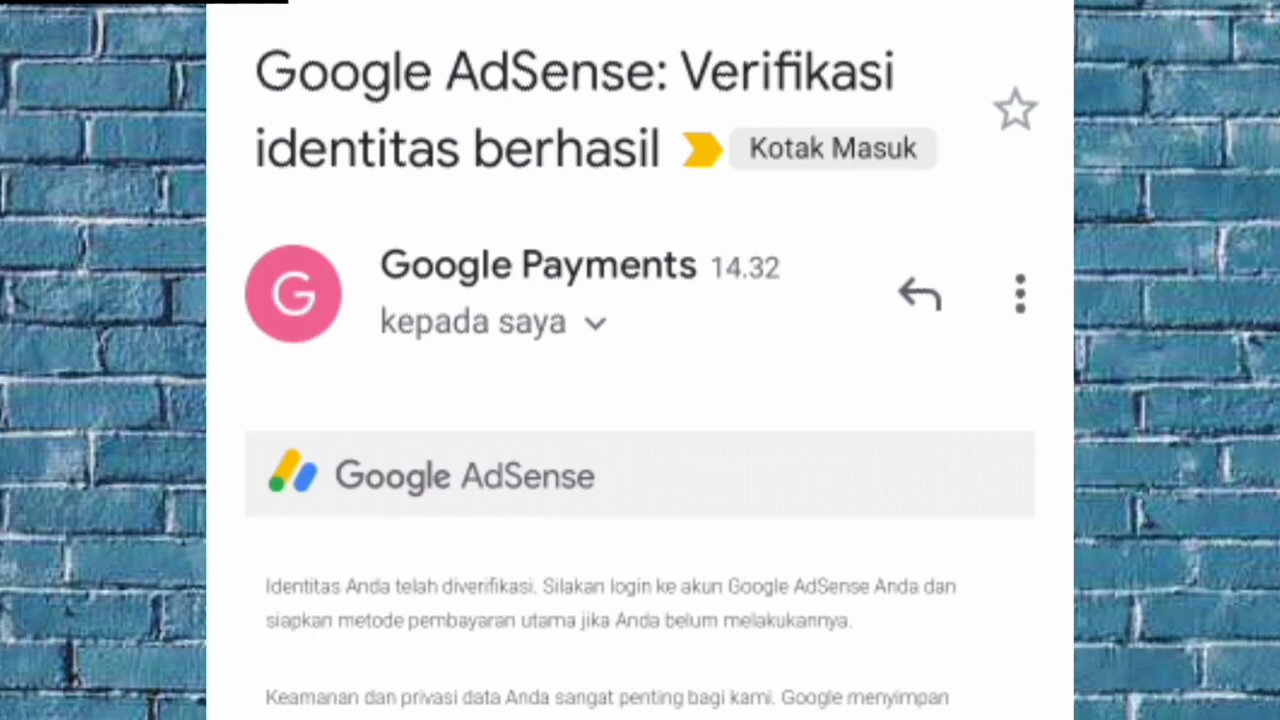 Google AdSense: Verifikasi
identitas berhasil
Kotak Masuk
G
Google Payments 14.32
kepada saya
Google AdSense
Identitas Anda telah diverifikasi. Silakan login ke akun Google AdSense Anda dan
siapkan metode pembayaran utama jika Anda belum melakukannya.
Keamanan dan privasi data Anda sangat penting bagi kami. Google menyimpan